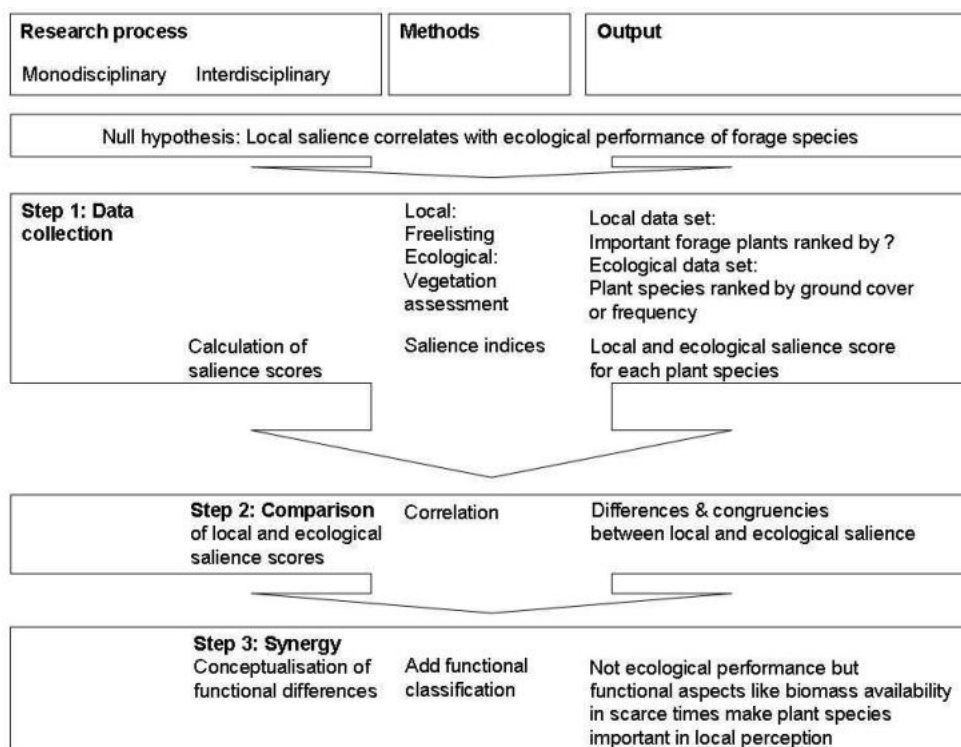 Research process
Monodisciplinary Interdisciplinary
Methods
Output
Null hypothesis: Local salience correlates with ecological performance of forage species
Step 1: Data
collection
Local:
Freelisting
Ecological:
Vegetation
assessment
Local data set:
Important forage plants ranked by ?
Ecological data set:
Plant species ranked by ground cover
or frequency
Calculation of
salience scores
Salience indices
Local and ecological salience score
for each plant species
Step 2: Comparison
of local and ecological
salience scores
Correlation
Differences & congruencies
between local and ecological salience
Step 3: Synergy
Conceptualisation of
functional differences
Add functional
classification
Not ecological performance but
functional aspects like biomass availability
in scarce times make plant species
important in local perception